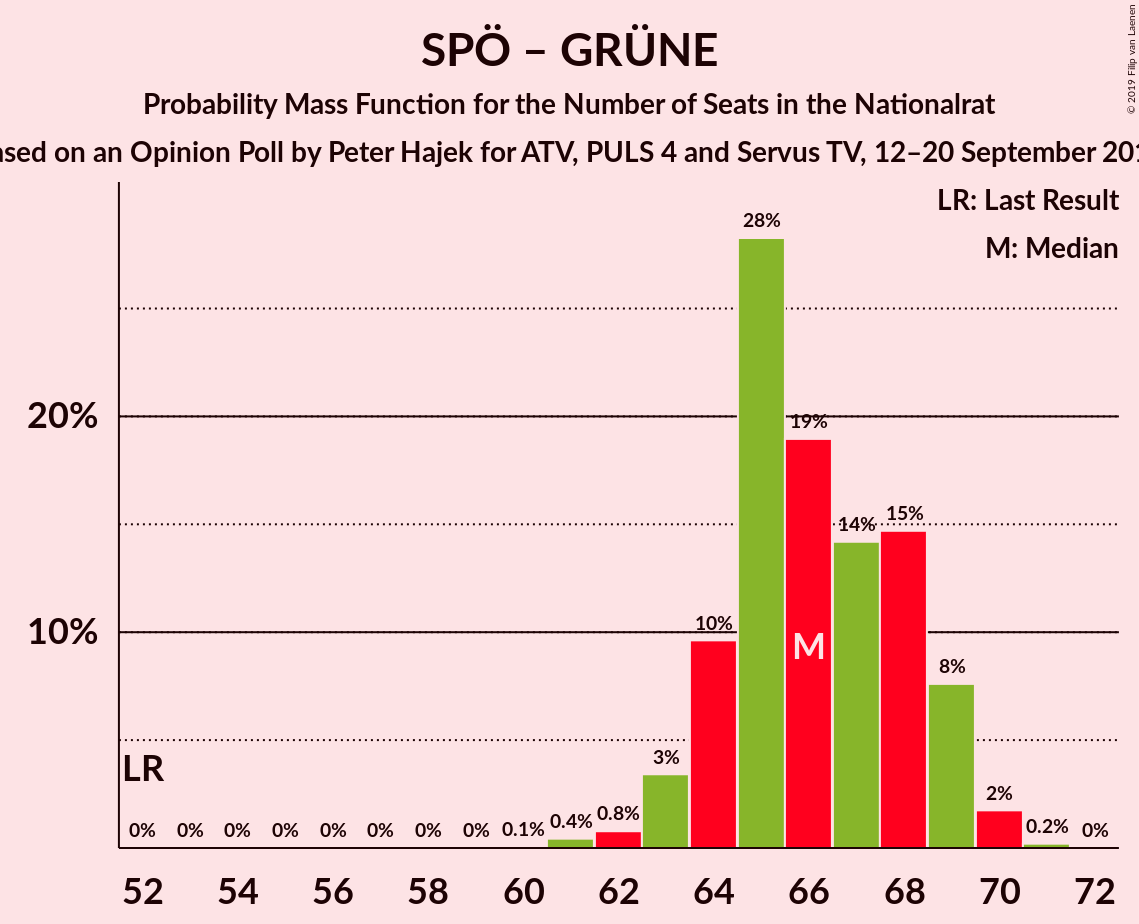 SPÖ – GRÜNE
Probability Mass Function for the Number of Seats in the Nationalrat
on an Opinion Poll by Peter Hajek for ATV, PULS 4 and Servus TV, 12–20 September
© 2019 Filip van Laenen
LR: Last Result
M: Median
28%
20%
19%
15%
14%
10%
10%
M
8%
3%
LR
2%
0% 0% 0% 0% 0% 0% 0% 0% 0.1% 0.4% 0.8% 0.2% 0%
52 54 56 58 60 62 64 66 68 70 72